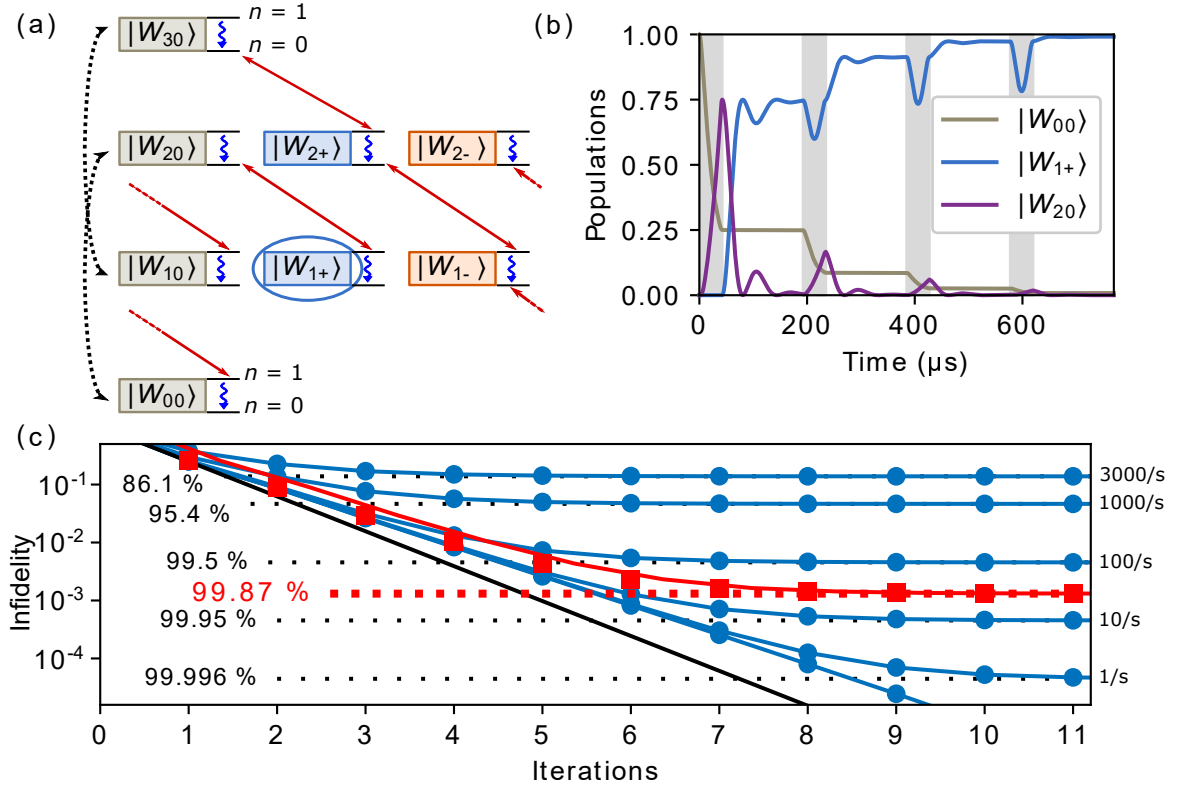 (a)
|W₃₀⟩ n = 1
n = 0
|W₂₀⟩ |W₂₊⟩ |W₂₋⟩
|W₁₀⟩ |W₁₊⟩ |W₁₋⟩
|W₀₀⟩ n = 1
n = 0
(b)
Populations
1.00
0.75
0.50
0.25
0.00
|W₀₀⟩
|W₁₊⟩
|W₂₀⟩
0 200 400 600
Time (μs)
(c)
Infidelity
10⁻¹
10⁻²
10⁻³
10⁻⁴
86.1 %
95.4 %
99.5 %
99.87 %
99.95 %
99.996 %
3000/s
1000/s
100/s
10/s
1/s
0 1 2 3 4 5 6 7 8 9 10 11
Iterations